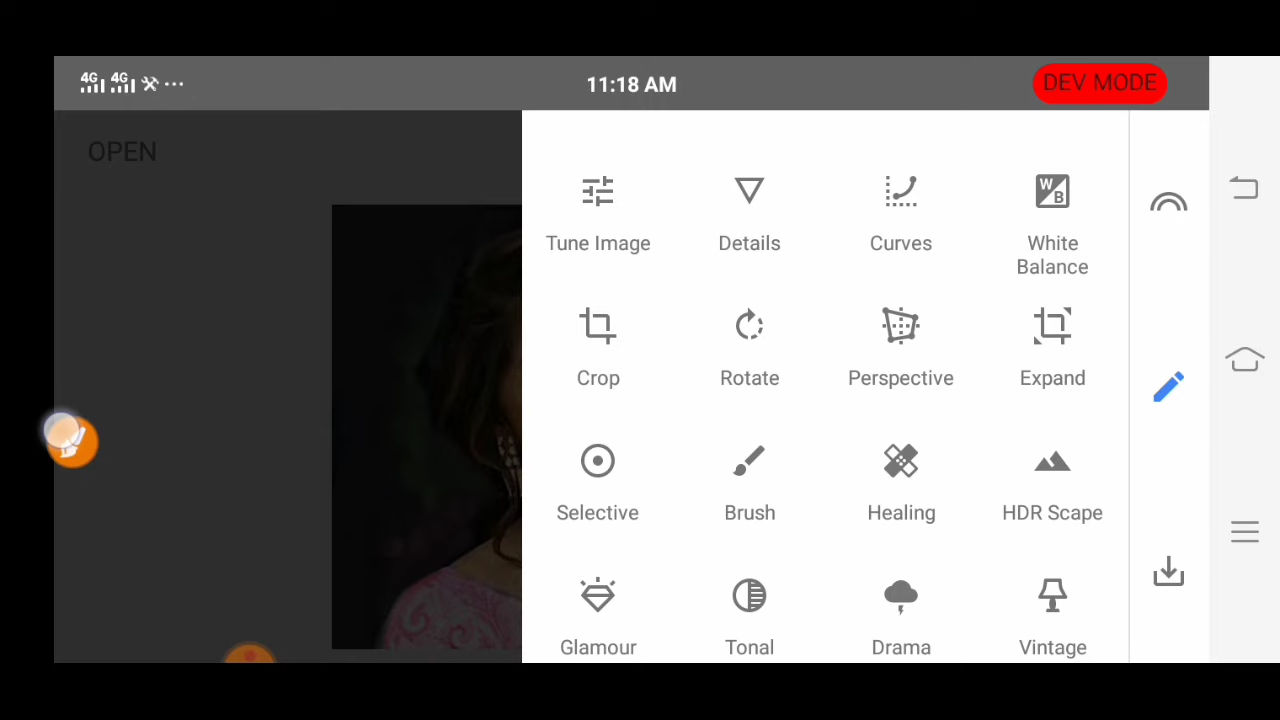 4G 4G ... 11:18 AM DEV MODE
OPEN
Tune Image Details Curves White Balance
Crop Rotate Perspective Expand
Selective Brush Healing HDR Scape
Glamour Tonal Drama Vintage